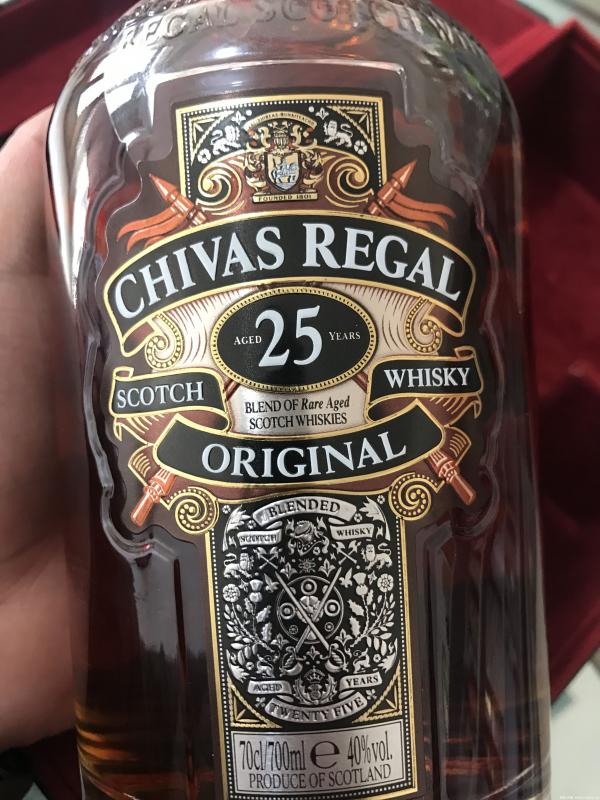 REGAL SCOTCH WHI
FOUNDED 1801
CHIVAS REGAL
AGED 25 YEARS
SCOTCH WHISKY
BLEND OF Rare Aged
SCOTCH WHISKIES
ORIGINAL
BLENDED
SCOTCH WHISKY
AGED YEARS
TWENTY FIVE
70cl/700ml ℮ 40%vol.
PRODUCE OF SCOTLAND